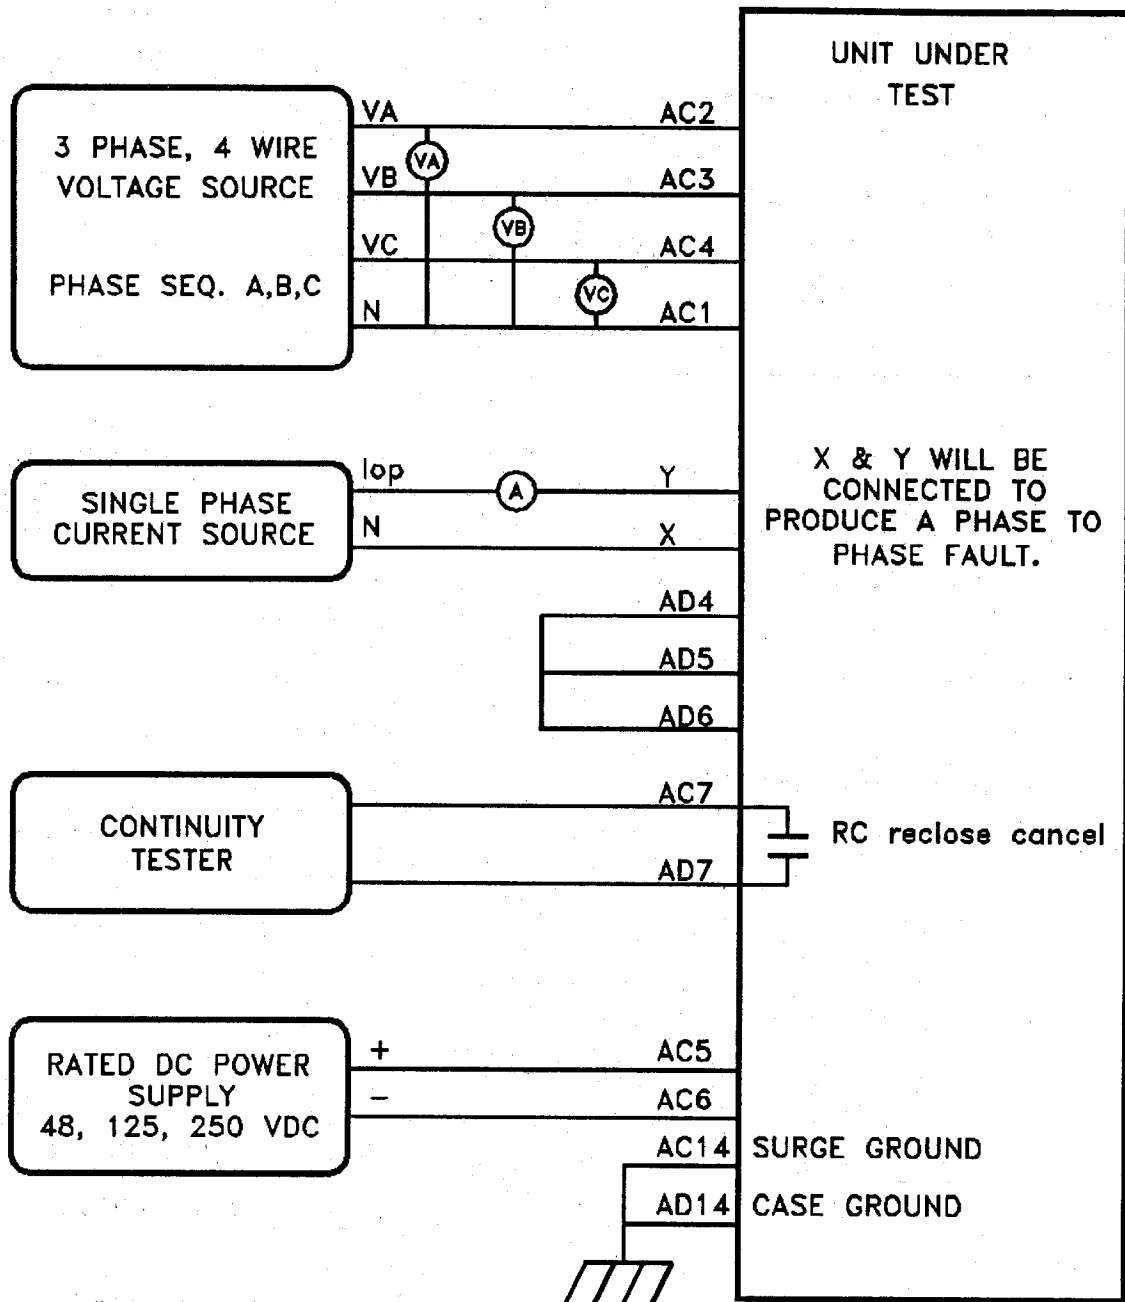 UNIT UNDER
TEST
3 PHASE, 4 WIRE
VOLTAGE SOURCE
PHASE SEQ. A,B,C
VA
VA
AC2
VB
VB
AC3
VC
VC
AC4
N
AC1
SINGLE PHASE
CURRENT SOURCE
Iop
A
Y
N
X
X & Y WILL BE
CONNECTED TO
PRODUCE A PHASE TO
PHASE FAULT.
AD4
AD5
AD6
CONTINUITY
TESTER
AC7
AD7
RC reclose cancel
RATED DC POWER
SUPPLY
48, 125, 250 VDC
+
AC5
-
AC6
AC14 SURGE GROUND
AD14 CASE GROUND